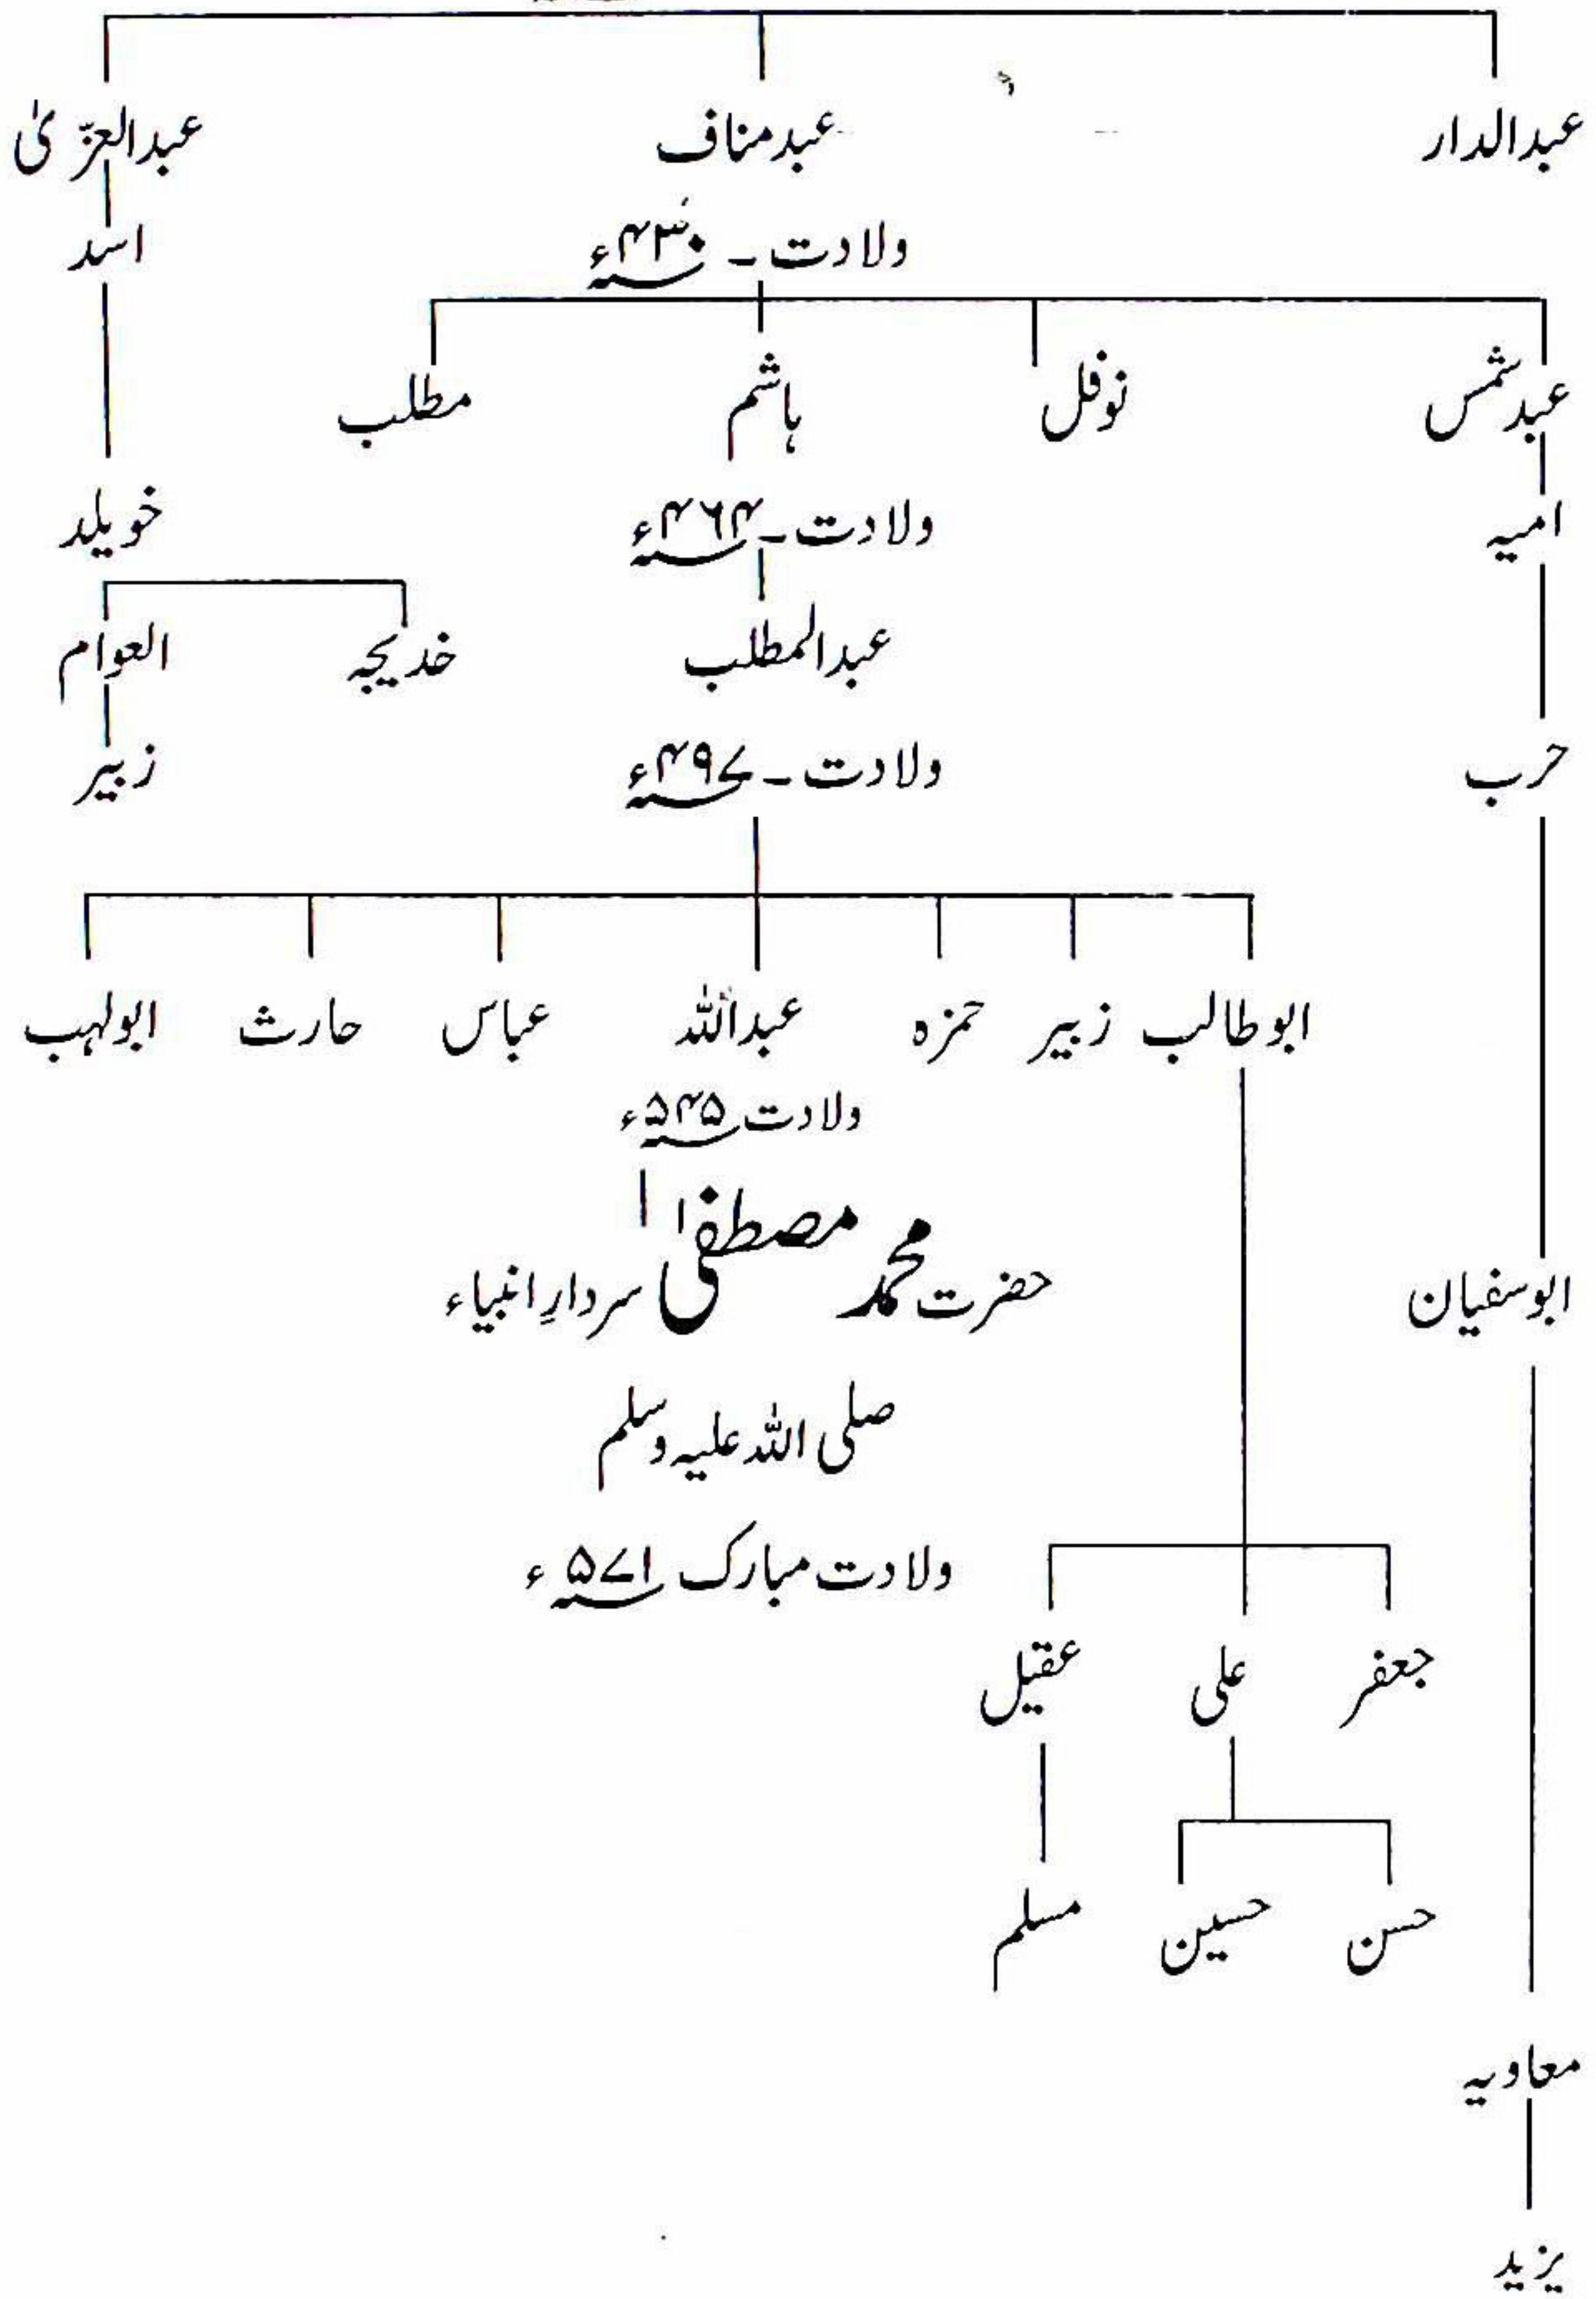 عبدالدار عبدمناف عبدالعزّیٰ
ولادت ۔ ۴۳۰ء اسد
عبدشمس نوفل ہاشم مطلب
امیہ ولادت ۔ ۴۶۴ء خویلد
عبدالمطلب خدیجہ العوام
حرب ولادت ۔ ۴۹۷ء زبیر
ابوطالب زبیر حمزہ عبداللہ عباس حارث ابولہب
ولادت ۵۴۵ء
ابوسفیان حضرت محمد مصطفیٰ سردارِ انبیاء
صلی اللہ علیہ وسلم
ولادت مبارک ۵۷۱ء
جعفر علی عقیل
حسن حسین مسلم
معاویہ
یزید